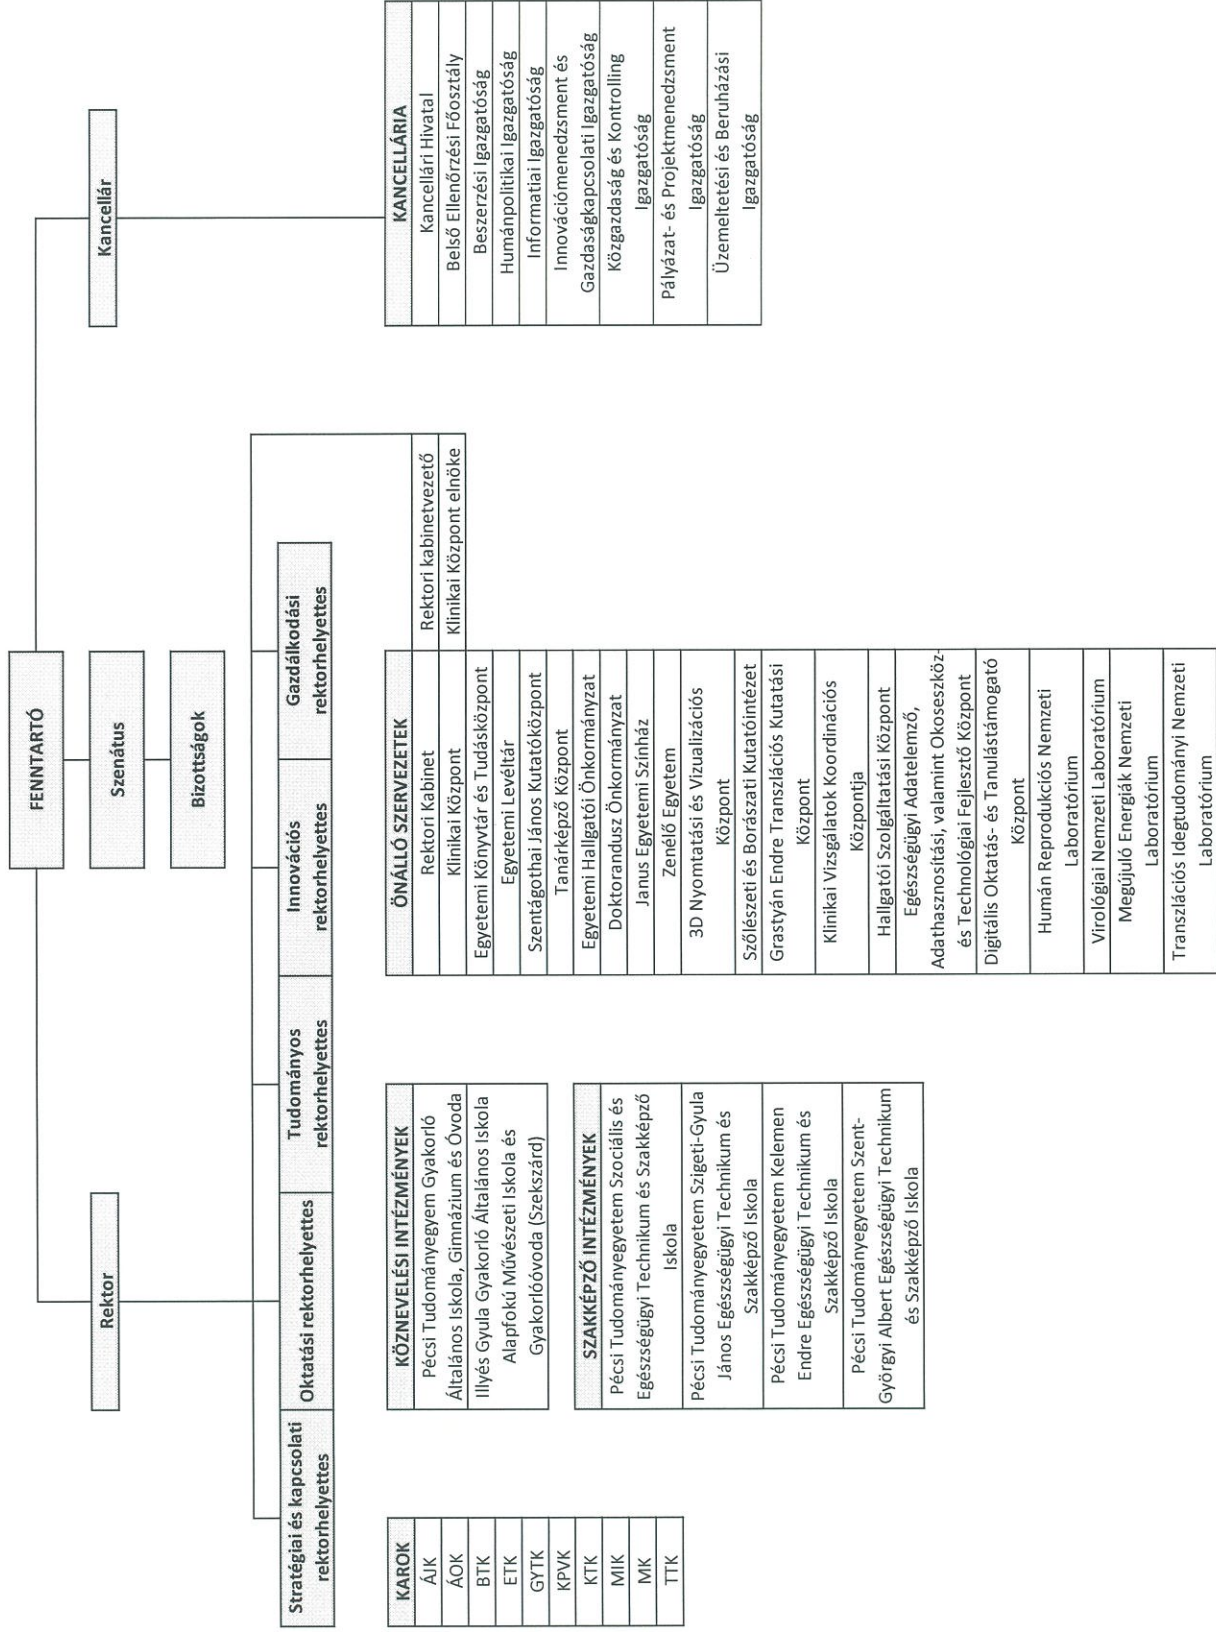 FENNTARTÓ
Szenátus
Bizottságok
Rektor
Kancellár
Stratégiai és kapcsolati
rektorhelyettes
Oktatási rektorhelyettes
Tudományos
rektorhelyettes
Innovációs
rektorhelyettes
Gazdálkodási
rektorhelyettes
Rektori kabinetvezető
Klinikai Központ elnöke
KAROK
ÁJK
ÁOK
BTK
ETK
GYTK
KPVK
KTK
MIK
MK
TTK
KÖZNEVELÉSI INTÉZMÉNYEK
Pécsi Tudományegyem Gyakorló
Általános Iskola, Gimnázium és Óvoda
Illyés Gyula Gyakorló Általános Iskola
Alapfokú Művészeti Iskola és
Gyakorlóóvoda (Szekszárd)
SZAKKÉPZŐ INTÉZMÉNYEK
Pécsi Tudományegyetem Szociális és
Egészségügyi Technikum és Szakképző
Iskola
Pécsi Tudományegyetem Szigeti-Gyula
János Egészségügyi Technikum és
Szakképző Iskola
Pécsi Tudományegyetem Kelemen
Endre Egészségügyi Technikum és
Szakképző Iskola
Pécsi Tudományegyetem Szent-
Györgyi Albert Egészségügyi Technikum
és Szakképző Iskola
ÖNÁLLÓ SZERVEZETEK
Rektori Kabinet
Klinikai Központ
Egyetemi Könyvtár és Tudásközpont
Egyetemi Levéltár
Szentágothai János Kutatóközpont
Tanárképző Központ
Egyetemi Hallgatói Önkormányzat
Doktorandusz Önkormányzat
Janus Egyetemi Színház
Zenélő Egyetem
3D Nyomtatási és Vizualizációs
Központ
Szőlészeti és Borászati Kutatóintézet
Grastyán Endre Transzlációs Kutatási
Központ
Klinikai Vizsgálatok Koordinációs
Központja
Hallgatói Szolgáltatási Központ
Egészségügyi Adatelemző,
Adathasznosítási, valamint Okoseszköz-
és Technológiai Fejlesztő Központ
Digitális Oktatás- és Tanulástámogató
Központ
Humán Reprodukciós Nemzeti
Laboratórium
Virológiai Nemzeti Laboratórium
Megújuló Energiák Nemzeti
Laboratórium
Transzlációs Idegtudományi Nemzeti
Laboratórium
KANCELLÁRIA
Kancellári Hivatal
Belső Ellenőrzési Főosztály
Beszerzési Igazgatóság
Humánpolitikai Igazgatóság
Informatiai Igazgatóság
Innovációmenedzsment és
Gazdaságkapcsolati Igazgatóság
Közgazdaság és Kontrolling
Igazgatóság
Pályázat- és Projektmenedzsment
Igazgatóság
Üzemeltetési és Beruházási
Igazgatóság